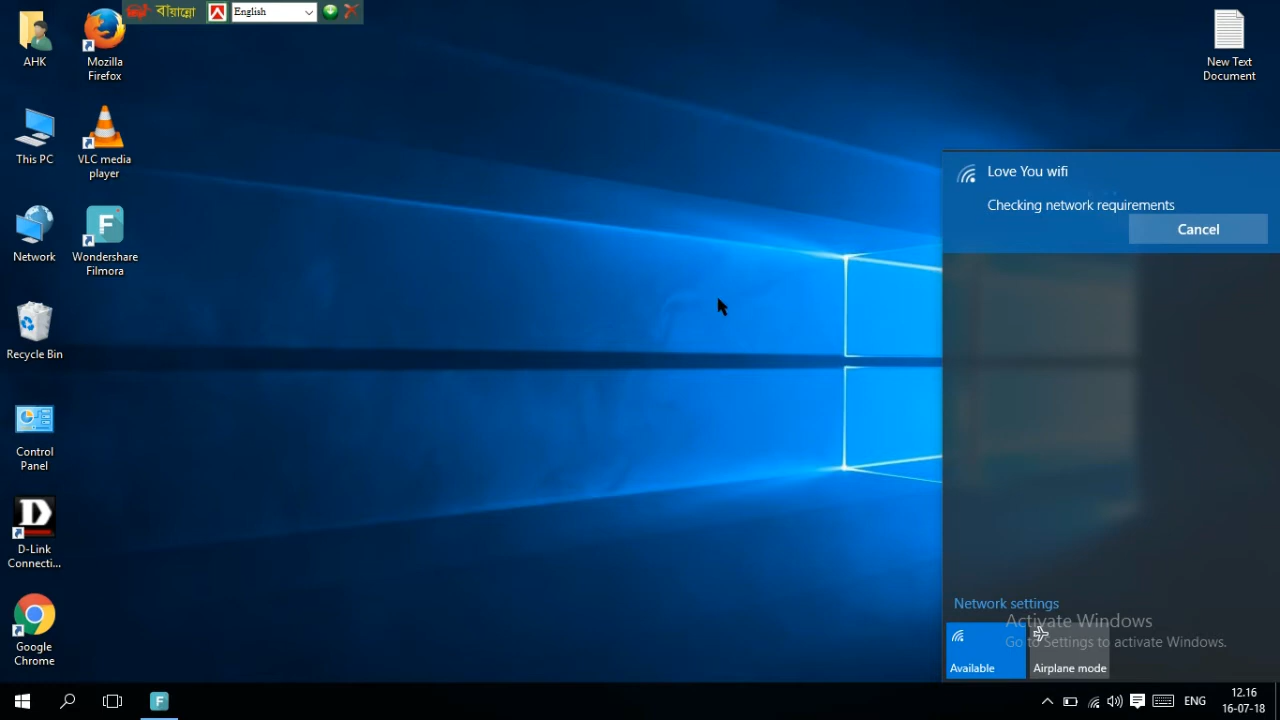 বাঁয়ান্নো
English
AHK
Mozilla
Firefox
New Text
Document
This PC
VLC media
player
Love You wifi
Checking network requirements
Cancel
Network
Wondershare
Filmora
Recycle Bin
Control
Panel
D-Link
Connecti...
Google
Chrome
Network settings
Activate Windows
Go to Settings to activate Windows.
Available
Airplane mode
ENG
12.16
16-07-18